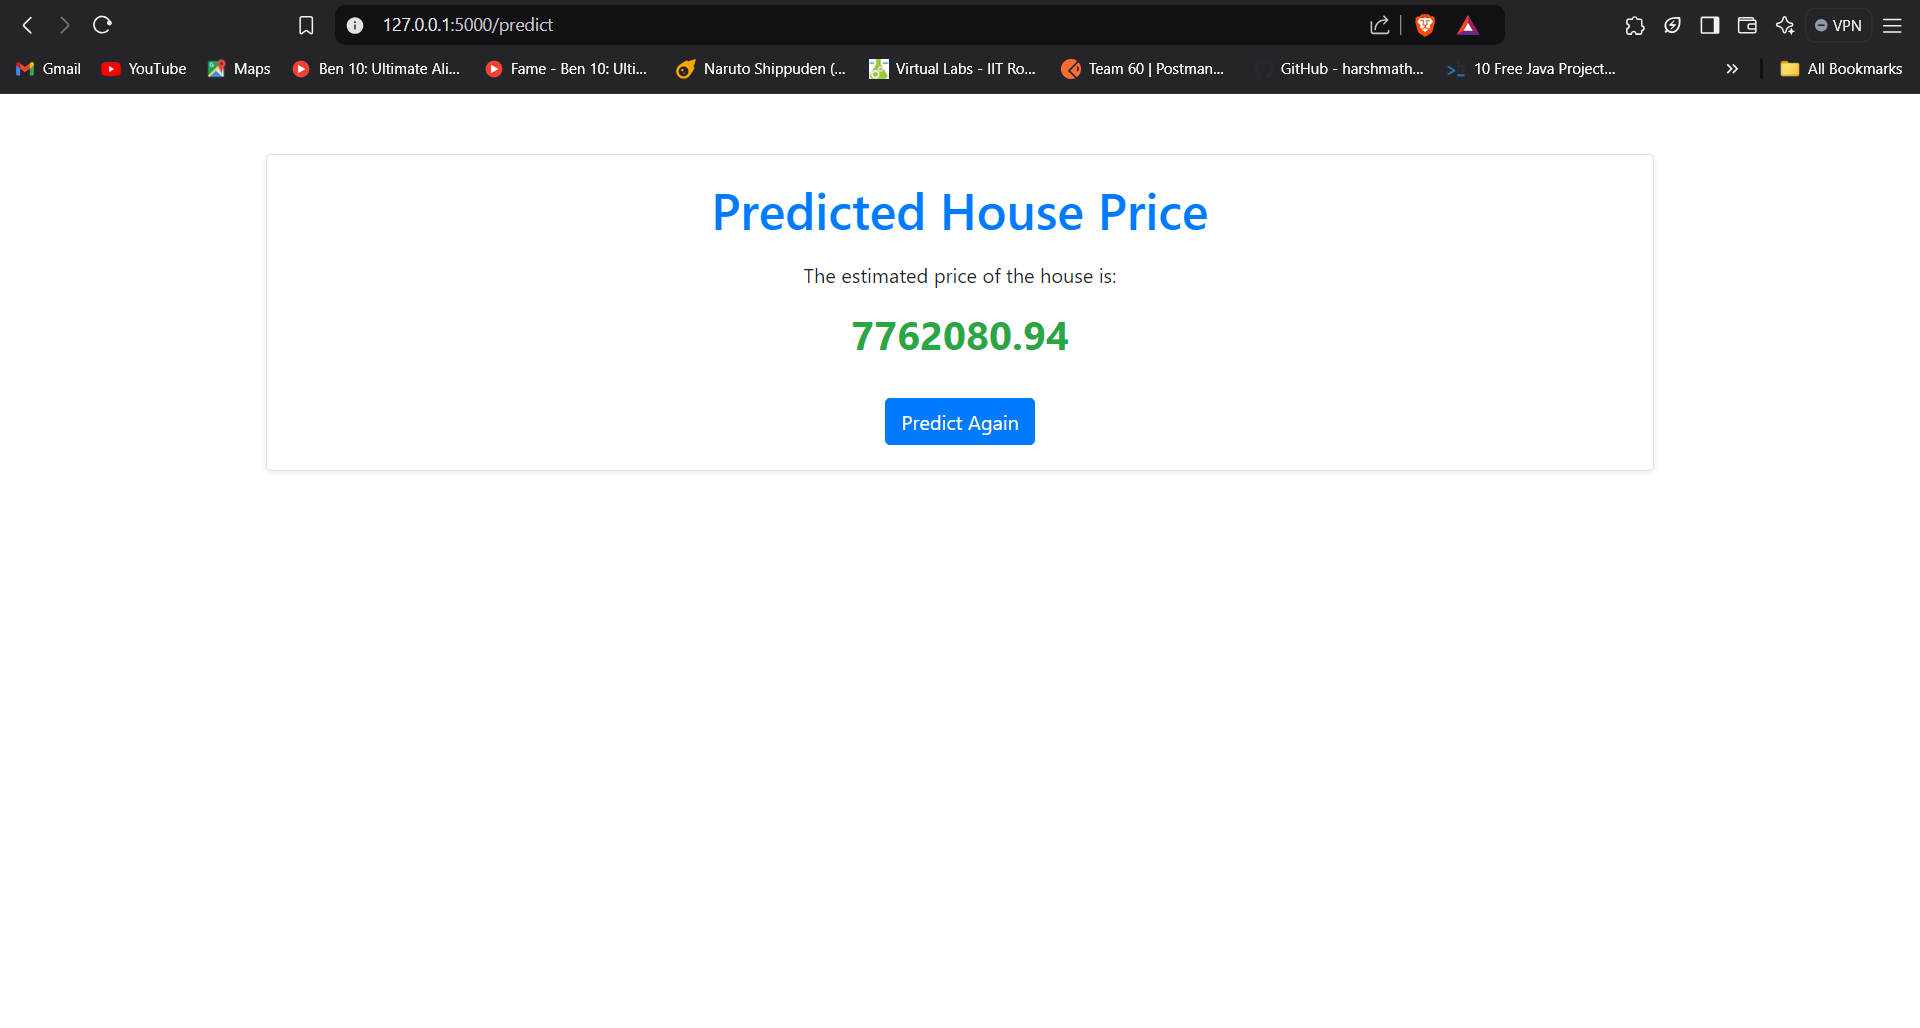 127.0.0.1:5000/predict
VPN
Gmail YouTube Maps Ben 10: Ultimate Ali... Fame - Ben 10: Ulti... Naruto Shippuden (... Virtual Labs - IIT Ro... Team 60 | Postman... GitHub - harshmath... 10 Free Java Project... » All Bookmarks
Predicted House Price
The estimated price of the house is:
7762080.94
Predict Again